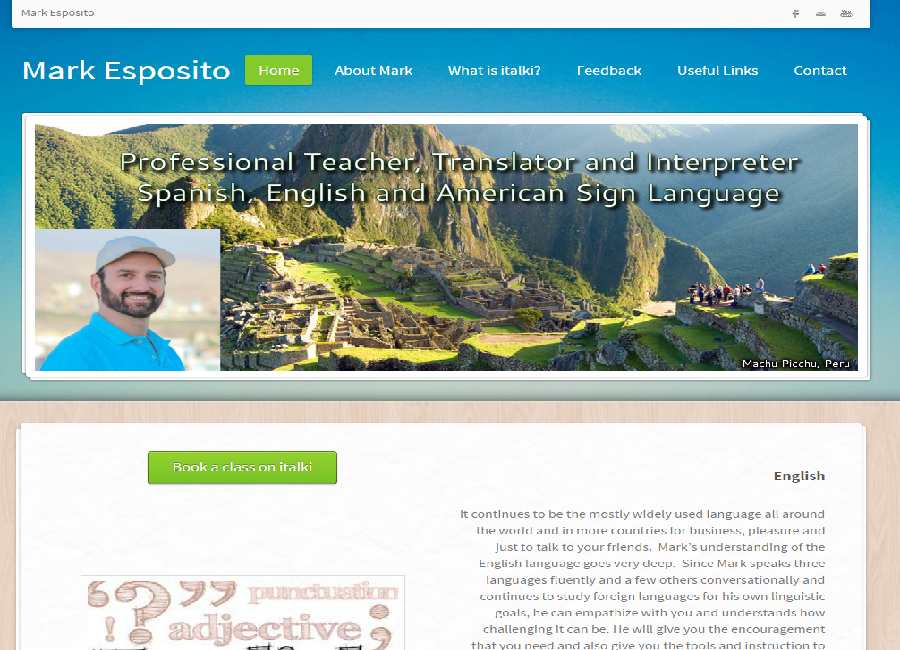 Mark Esposito
Mark Esposito
Home
About Mark
What is italki?
Feedback
Useful Links
Contact
Professional Teacher, Translator and Interpreter
Spanish, English and American Sign Language
Machu Picchu, Peru
Book a class on italki
English
It continues to be the mostly widely used language all around
the world and in more countries for business, pleasure and
just to talk to your friends. Mark's understanding of the
English language goes very deep. Since Mark speaks three
languages fluently and a few others conversationally and
continues to study foreign languages for his own linguistic
goals, he can empathize with you and understands how
challenging it can be. He will give you the encouragement
that you need and also give you the tools and instruction to
“?”, punctuation
! adjective ;